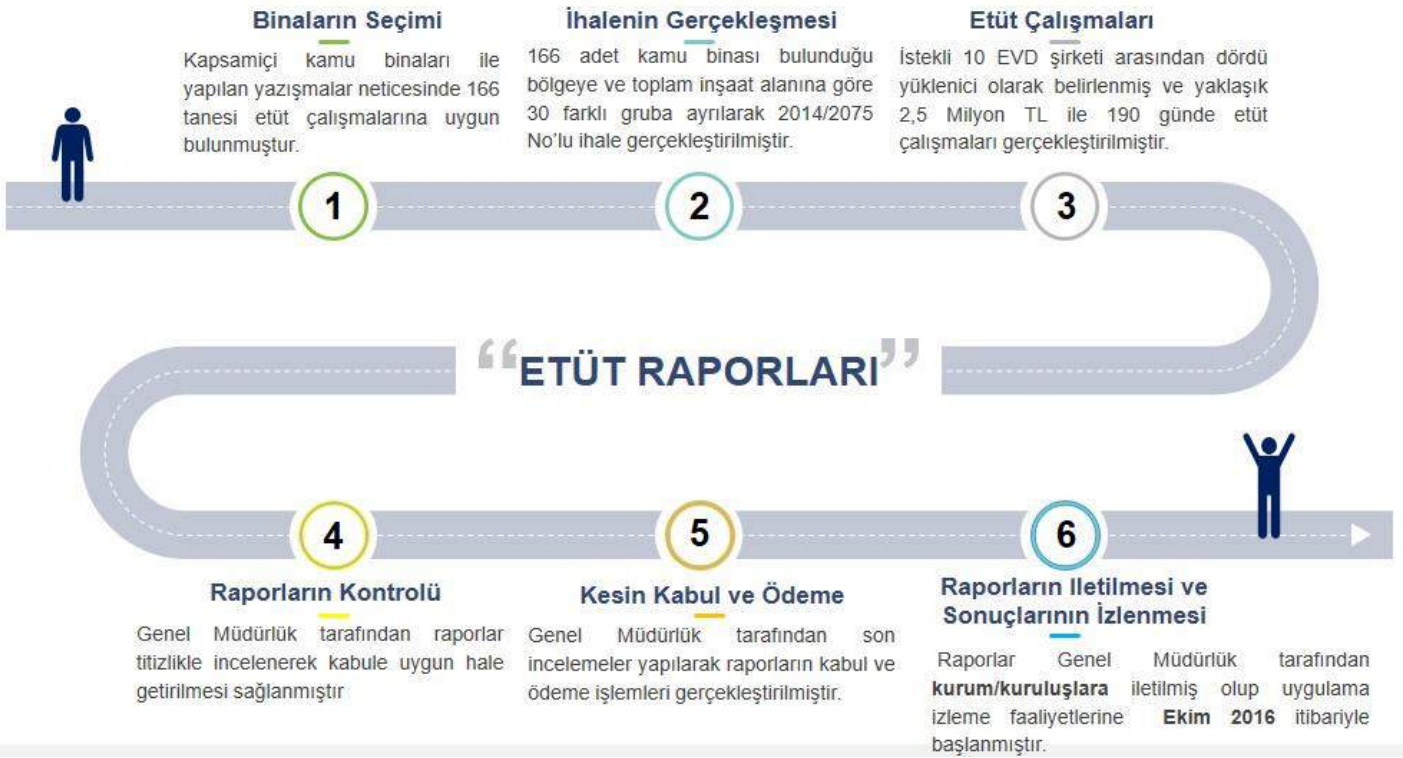 Binaların Seçimi
Kapsamiçi kamu binaları ile
yapılan yazışmalar neticesinde 166
tanesi etüt çalışmalarına uygun
bulunmuştur.
İhalenin Gerçekleşmesi
166 adet kamu binası bulunduğu
bölgeye ve toplam inşaat alanına göre
30 farklı gruba ayrılarak 2014/2075
No'lu ihale gerçekleştirilmiştir.
Etüt Çalışmaları
İstekli 10 EVD şirketi arasından dördü
yüklenici olarak belirlenmiş ve yaklaşık
2,5 Milyon TL ile 190 günde etüt
çalışmaları gerçekleştirilmiştir.
1
2
3
"ETÜT RAPORLARI"
4
5
6
Raporların Kontrolü
Genel Müdürlük tarafından raporlar
titizlikle incelenerek kabule uygun hale
getirilmesi sağlanmıştır
Kesin Kabul ve Ödeme
Genel Müdürlük tarafından son
incelemeler yapılarak raporların kabul ve
ödeme işlemleri gerçekleştirilmiştir.
Raporların Iletilmesi ve
Sonuçlarının İzlenmesi
Raporlar Genel Müdürlük tarafından
kurum/kuruluşlara iletilmiş olup uygulama
izleme faaliyetlerine Ekim 2016 itibariyle
başlanmıştır.